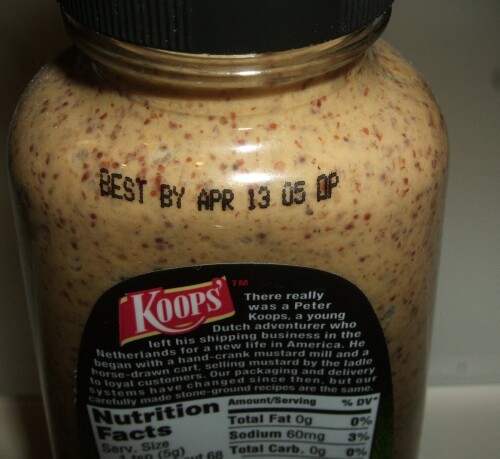 BEST BY APR 13 05 DP
KOOPS' TM
There really
was a Peter
Koops, a young
Dutch adventurer who
left his shipping business in the
Netherlands for a new life in America. He
began with a hand-crank mustard mill and a
horse-drawn cart, selling mustard by the ladle
to loyal customers. Our packaging and delivery
systems have changed since then, but our
carefully made stone-ground recipes are the same.
Nutrition
Facts
Serv. Size
1 tsp (5g)
68
Amount/Serving % DV*
Total Fat 0g 0%
Sodium 60mg 3%
Total Carb. 0g 0%